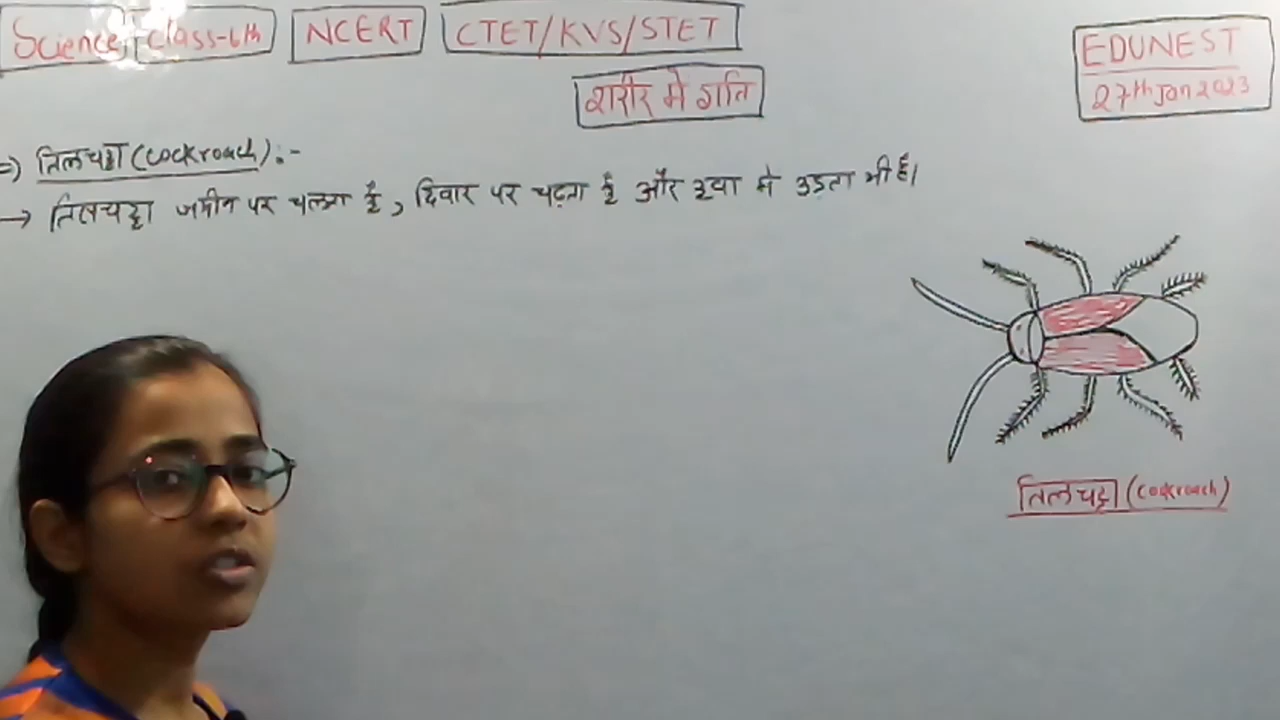 Science class-6th NCERT CTET/KVS/STET
EDUNEST
27th Jan 2023
शरीर मे गति
=) तिलचट्टा (cockroach) :-
→ तिलचट्टा जमीन पर चलता है, दिवार पर चढ़ता है और हवा मे उड़ता भी है।
तिलचट्टा (cockroach)